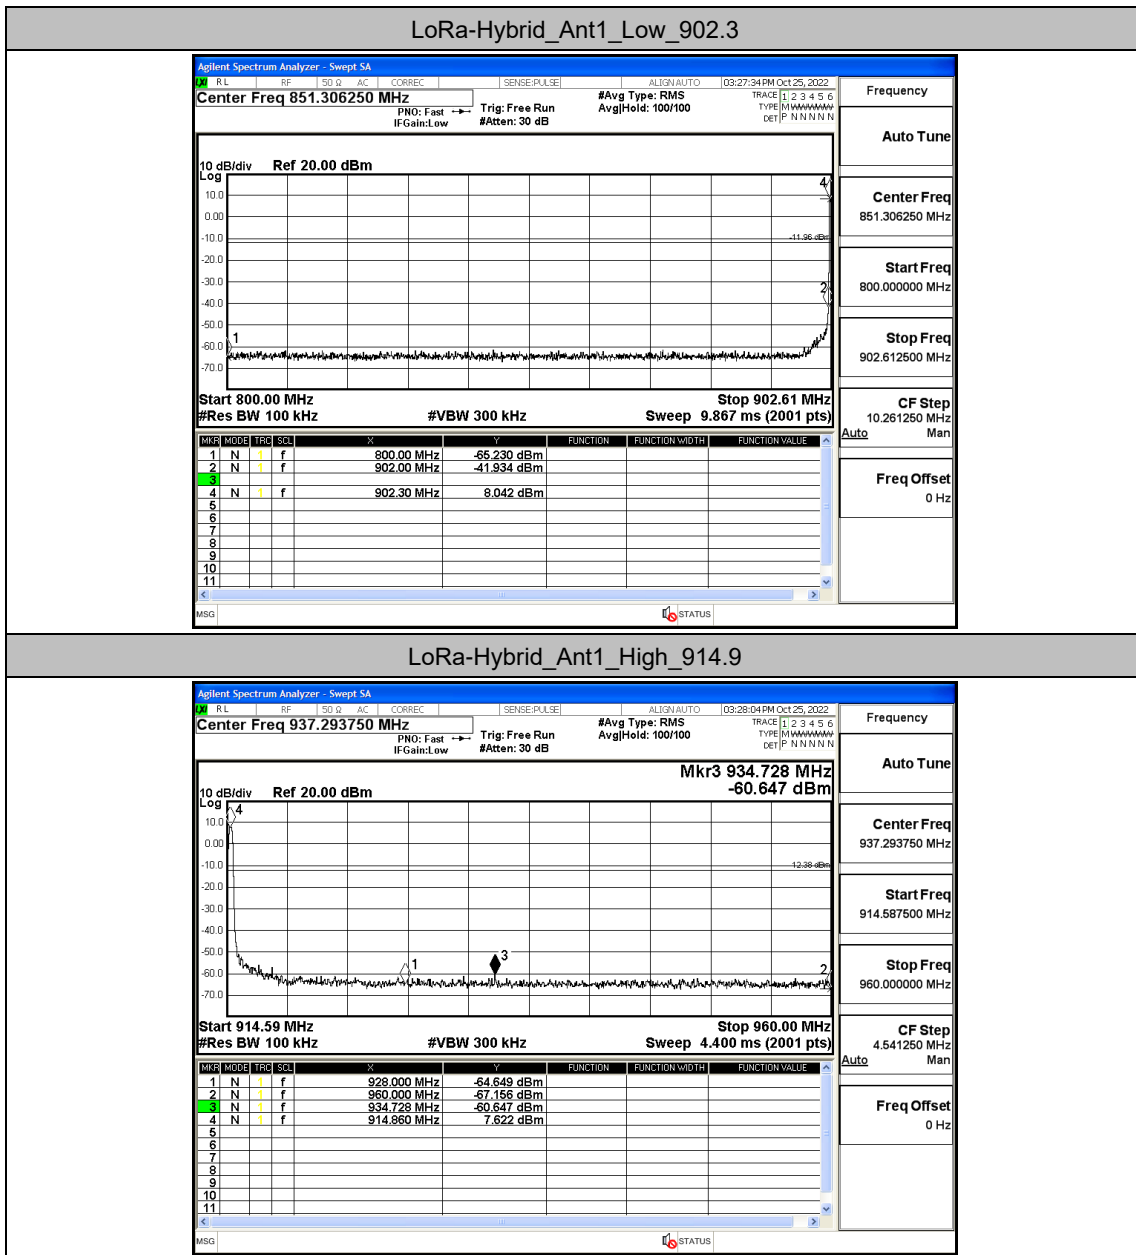 LoRa-Hybrid_Ant1_Low_902.3
Agilent Spectrum Analyzer - Swept SA
LXI RL RF 50 Ω AC CORREC SENSE:PULSE ALIGNAUTO 03:27:34 PM Oct 25, 2022
Center Freq 851.306250 MHz
PNO: Fast
IFGain:Low
Trig: Free Run
#Atten: 30 dB
#Avg Type: RMS
Avg|Hold: 100/100
TRACE 1 2 3 4 5 6
TYPE M WWWWW
DET P N N N N N
10 dB/div Ref 20.00 dBm
Log
10.0
0.00
-10.0
-20.0
-30.0
-40.0
-50.0
-60.0
-70.0
4
-11.96 dBm
2
1
Start 800.00 MHz Stop 902.61 MHz
#Res BW 100 kHz #VBW 300 kHz Sweep 9.867 ms (2001 pts)
MKR MODE TRC SCL X Y FUNCTION FUNCTION WIDTH FUNCTION VALUE
1 N 1 f 800.00 MHz -65.230 dBm
2 N 1 f 902.00 MHz -41.934 dBm
3
4 N 1 f 902.30 MHz 8.042 dBm
5
6
7
8
9
10
11
MSG STATUS
Frequency
Auto Tune
Center Freq
851.306250 MHz
Start Freq
800.000000 MHz
Stop Freq
902.612500 MHz
CF Step
10.261250 MHz
Auto Man
Freq Offset
0 Hz
LoRa-Hybrid_Ant1_High_914.9
Agilent Spectrum Analyzer - Swept SA
LXI RL RF 50 Ω AC CORREC SENSE:PULSE ALIGNAUTO 03:28:04 PM Oct 25, 2022
Center Freq 937.293750 MHz
PNO: Fast
IFGain:Low
Trig: Free Run
#Atten: 30 dB
#Avg Type: RMS
Avg|Hold: 100/100
TRACE 1 2 3 4 5 6
TYPE M WWWWW
DET P N N N N N
Mkr3 934.728 MHz
-60.647 dBm
10 dB/div Ref 20.00 dBm
Log
10.0
0.00
-10.0
-20.0
-30.0
-40.0
-50.0
-60.0
-70.0
4
-12.38 dBm
1
3
2
Start 914.59 MHz Stop 960.00 MHz
#Res BW 100 kHz #VBW 300 kHz Sweep 4.400 ms (2001 pts)
MKR MODE TRC SCL X Y FUNCTION FUNCTION WIDTH FUNCTION VALUE
1 N 1 f 928.000 MHz -64.649 dBm
2 N 1 f 960.000 MHz -67.156 dBm
3 N 1 f 934.728 MHz -60.647 dBm
4 N 1 f 914.860 MHz 7.622 dBm
5
6
7
8
9
10
11
MSG STATUS
Frequency
Auto Tune
Center Freq
937.293750 MHz
Start Freq
914.587500 MHz
Stop Freq
960.000000 MHz
CF Step
4.541250 MHz
Auto Man
Freq Offset
0 Hz